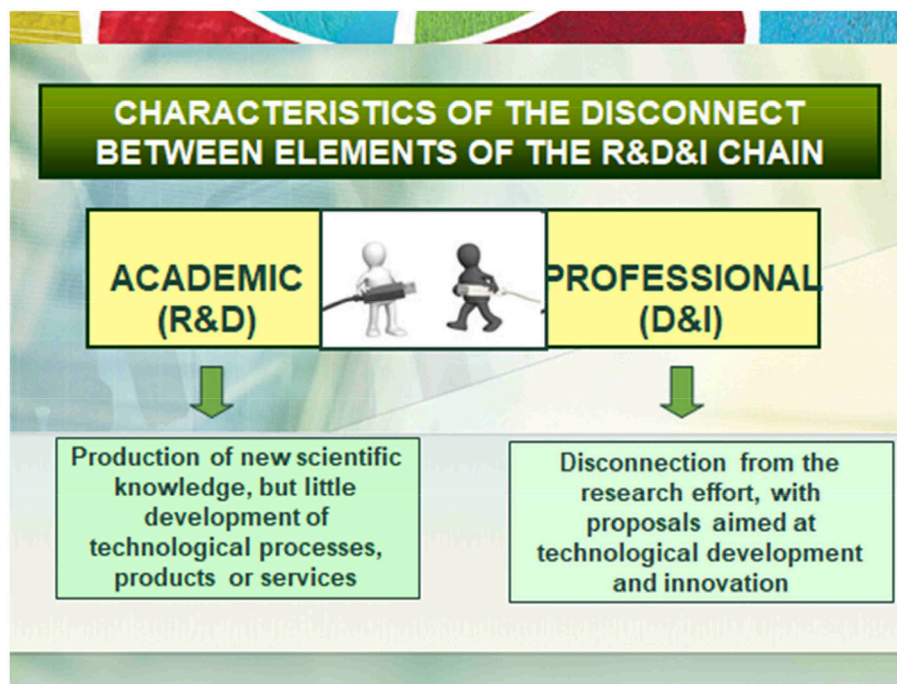 CHARACTERISTICS OF THE DISCONNECT
BETWEEN ELEMENTS OF THE R&D&I CHAIN
ACADEMIC
(R&D)
PROFESSIONAL
(D&I)
Production of new scientific
knowledge, but little
development of
technological processes,
products or services
Disconnection from the
research effort, with
proposals aimed at
technological development
and innovation